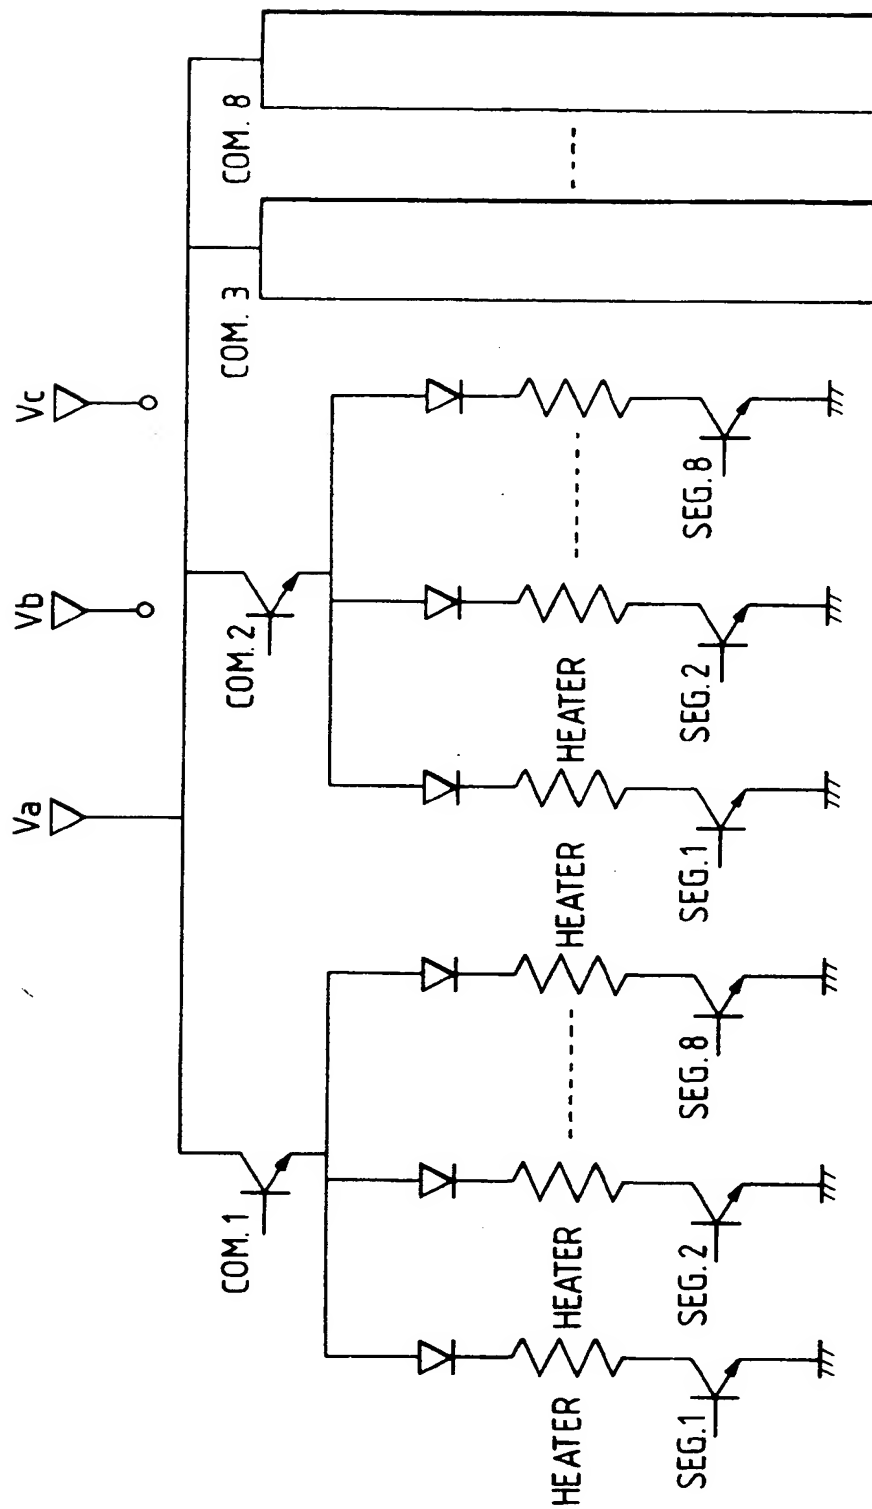 Va
Vb
Vc
COM.1
COM.2
COM. 3
COM. 8
HEATER
HEATER
HEATER
HEATER
SEG.1
SEG.2
SEG.8
SEG.1
SEG.2
SEG.8